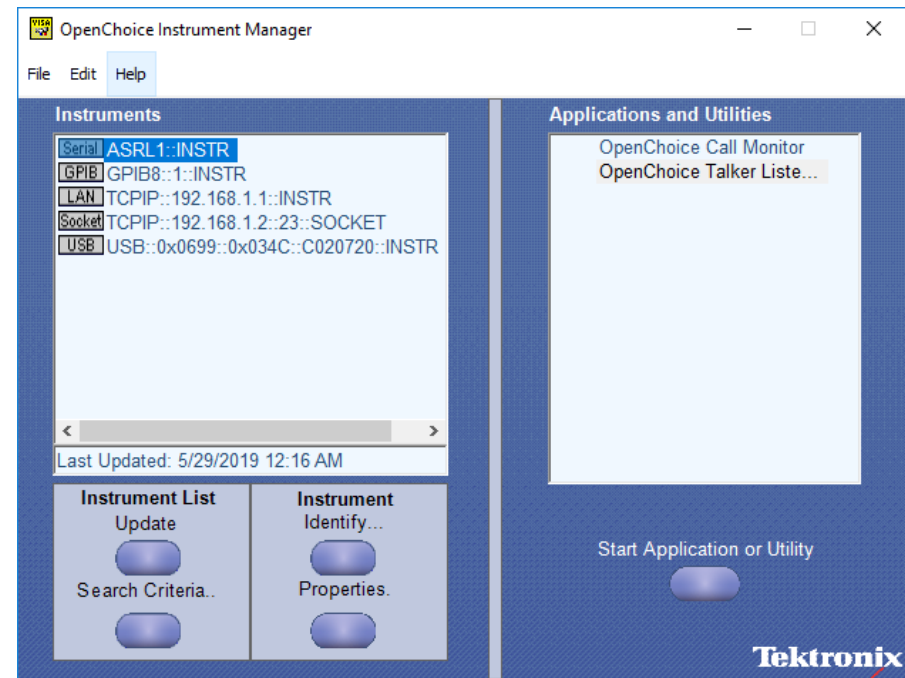 VISA
OpenChoice Instrument Manager
File Edit Help
Instruments
Serial ASRL1::INSTR
GPIB GPIB8::1::INSTR
LAN TCPIP::192.168.1.1::INSTR
Socket TCPIP::192.168.1.2::23::SOCKET
USB USB::0x0699::0x034C::C020720::INSTR
Last Updated: 5/29/2019 12:16 AM
Instrument List
Update
Search Criteria..
Instrument
Identify...
Properties.
Applications and Utilities
OpenChoice Call Monitor
OpenChoice Talker Liste...
Start Application or Utility
Tektronix